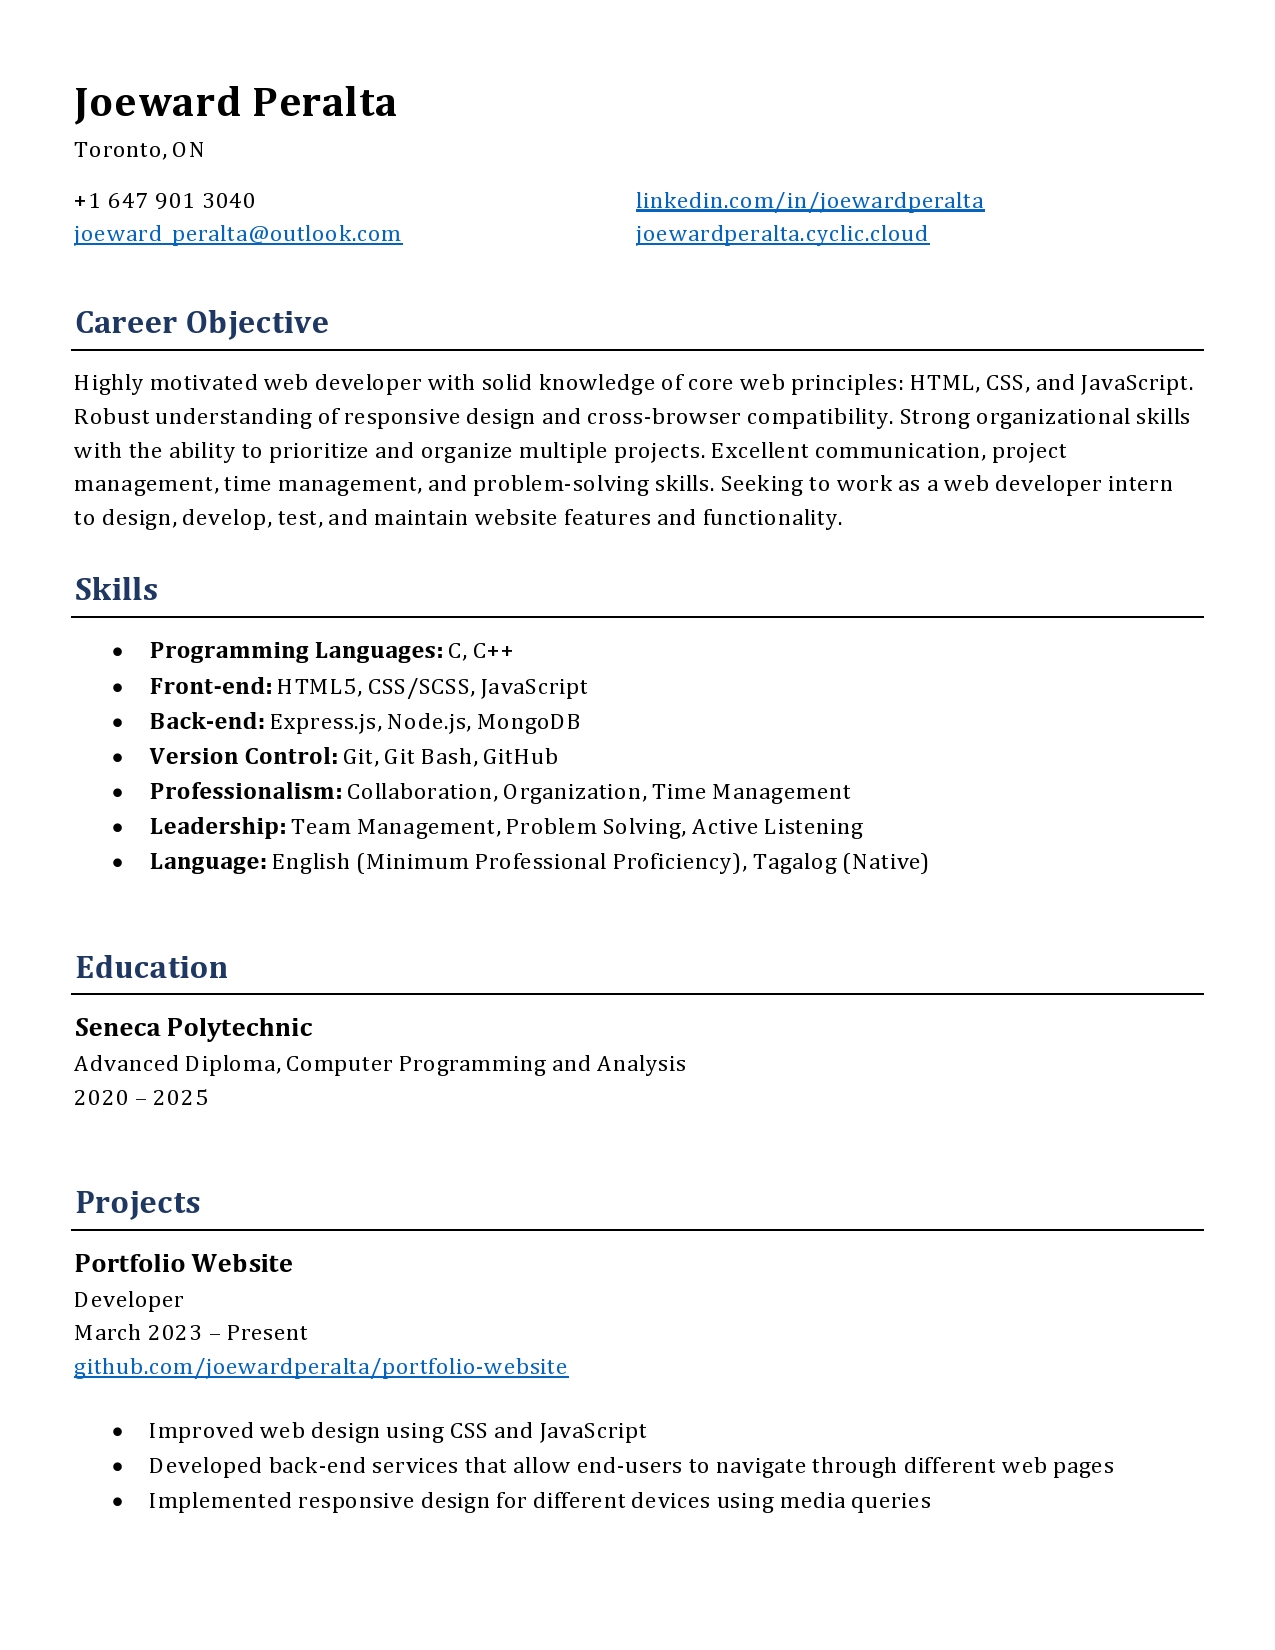 Joeward Peralta
Toronto, ON
+1 647 901 3040
linkedin.com/in/joewardperalta
joeward_peralta@outlook.com
joewardperalta.cyclic.cloud
Career Objective
Highly motivated web developer with solid knowledge of core web principles: HTML, CSS, and JavaScript.
Robust understanding of responsive design and cross-browser compatibility. Strong organizational skills
with the ability to prioritize and organize multiple projects. Excellent communication, project
management, time management, and problem-solving skills. Seeking to work as a web developer intern
to design, develop, test, and maintain website features and functionality.
Skills
• Programming Languages: C, C++
• Front-end: HTML5, CSS/SCSS, JavaScript
• Back-end: Express.js, Node.js, MongoDB
• Version Control: Git, Git Bash, GitHub
• Professionalism: Collaboration, Organization, Time Management
• Leadership: Team Management, Problem Solving, Active Listening
• Language: English (Minimum Professional Proficiency), Tagalog (Native)
Education
Seneca Polytechnic
Advanced Diploma, Computer Programming and Analysis
2020 – 2025
Projects
Portfolio Website
Developer
March 2023 – Present
github.com/joewardperalta/portfolio-website
• Improved web design using CSS and JavaScript
• Developed back-end services that allow end-users to navigate through different web pages
• Implemented responsive design for different devices using media queries